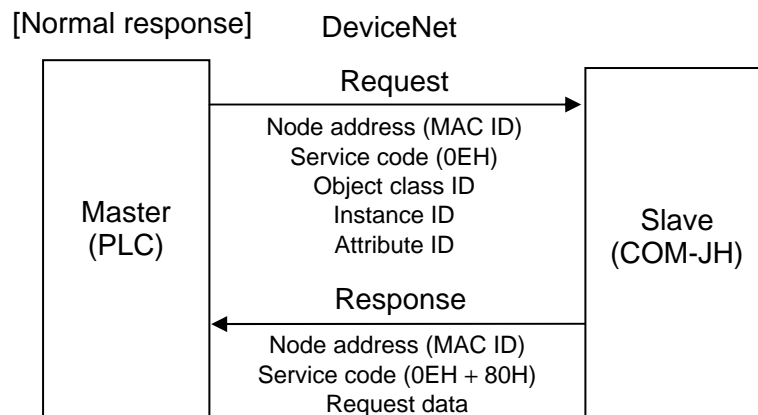 [Normal response]
DeviceNet
Request
Node address (MAC ID)
Service code (0EH)
Object class ID
Instance ID
Attribute ID
Master
(PLC)
Slave
(COM-JH)
Response
Node address (MAC ID)
Service code (0EH + 80H)
Request data